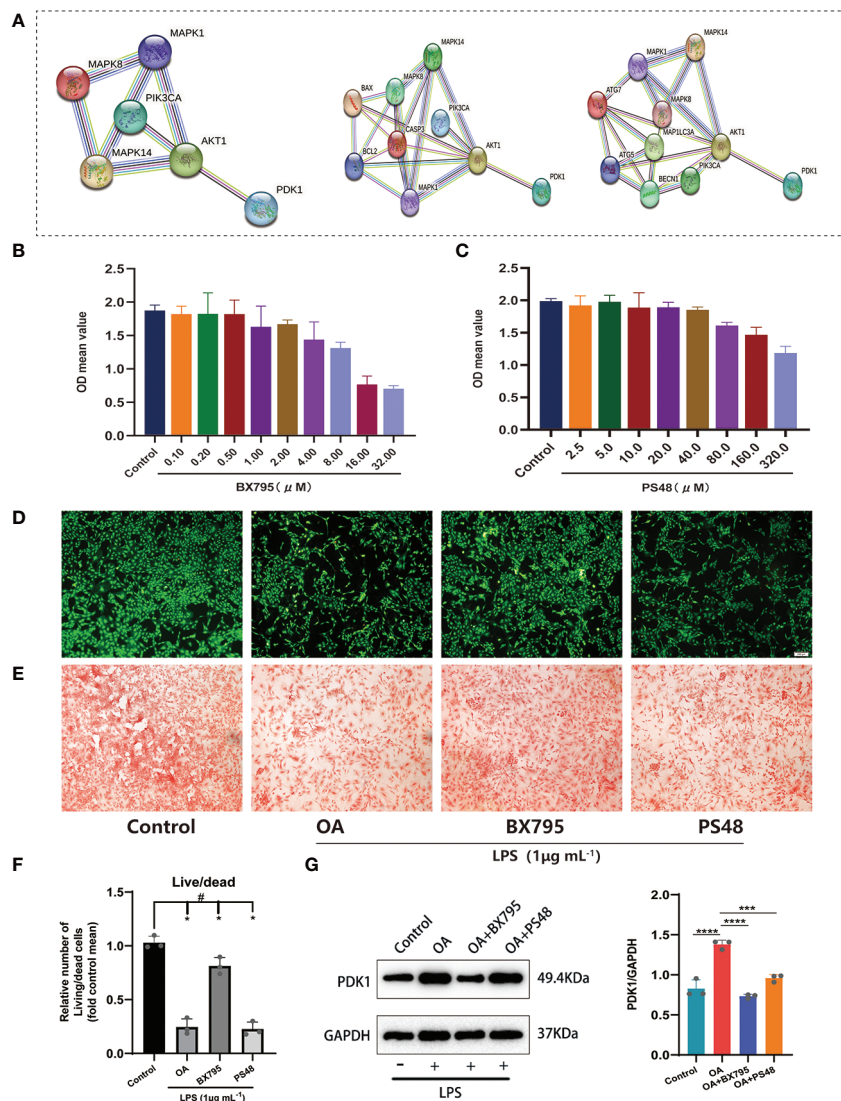 A
MAPK1
MAPK8
PIK3CA
AKT1
MAPK14
PDK1
MAPK14
BAX
MAPK8
PIK3CA
CASP3
BCL2
AKT1
MAPK1
PDK1
MAPK14
MAPK1
ATG7
MAPK8
MAP1LC3A
AKT1
ATG5
PIK3CA
BECN1
PDK1
B
OD mean value
2.5
2.0
1.5
1.0
0.5
0.0
Control 0.10 0.20 0.50 1.00 2.00 4.00 8.00 16.00 32.00
BX795(μM)
C
OD mean value
2.5
2.0
1.5
1.0
0.5
0.0
Control 2.5 5.0 10.0 20.0 40.0 80.0 160.0 320.0
PS48(μM)
D
E
Control OA BX795 PS48
LPS (1μg mL⁻¹)
F
Live/dead
#
* * *
Relative number of
Living/dead cells
(fold control mean)
1.5
1.0
0.5
0.0
Control OA BX795 PS48
LPS (1μg mL⁻¹)
G
Control OA OA+BX795 OA+PS48
PDK1 49.4KDa
GAPDH 37KDa
− + + +
LPS
PDK1/GAPDH
2.0
1.5
1.0
0.5
0.0
***
**** ****
Control OA OA+BX795 OA+PS48